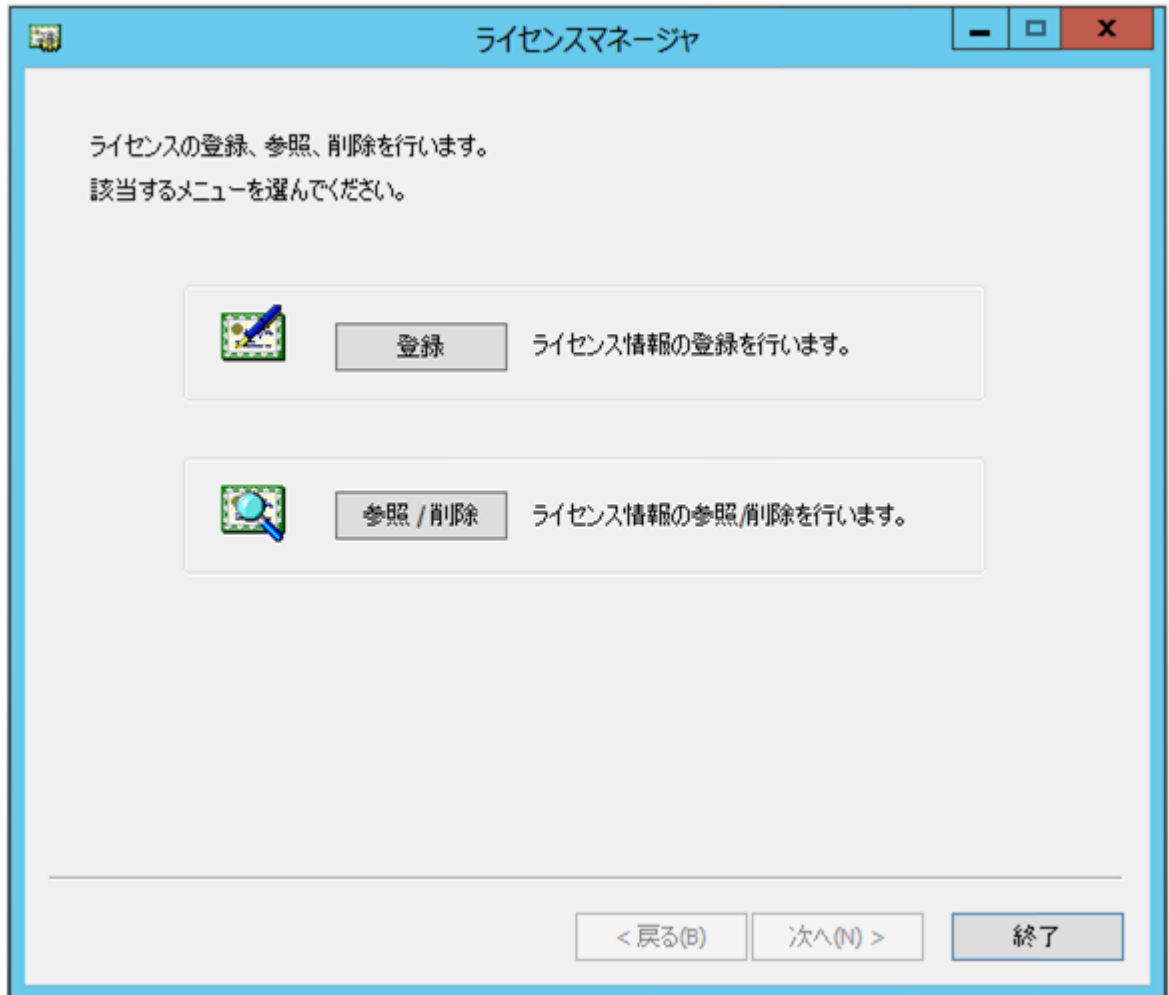 ライセンスマネージャ
ライセンスの登録、参照、削除を行います。
該当するメニューを選んでください。
登録 ライセンス情報の登録を行います。
参照 / 削除 ライセンス情報の参照/削除を行います。
< 戻る(B) 次へ(N) > 終了